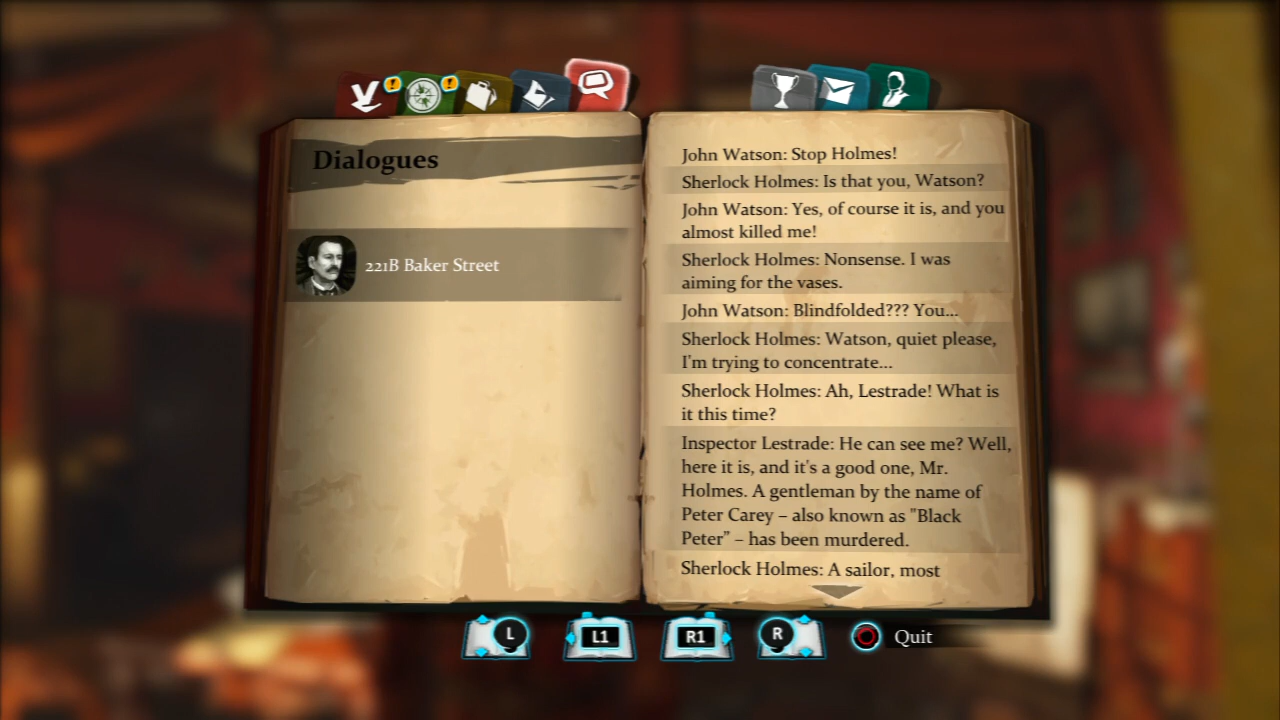 Dialogues
221B Baker Street
John Watson: Stop Holmes!
Sherlock Holmes: Is that you, Watson?
John Watson: Yes, of course it is, and you
almost killed me!
Sherlock Holmes: Nonsense. I was
aiming for the vases.
John Watson: Blindfolded??? You...
Sherlock Holmes: Watson, quiet please,
I'm trying to concentrate...
Sherlock Holmes: Ah, Lestrade! What is
it this time?
Inspector Lestrade: He can see me? Well,
here it is, and it's a good one, Mr.
Holmes. A gentleman by the name of
Peter Carey – also known as "Black
Peter” – has been murdered.
Sherlock Holmes: A sailor, most
L L1 R1 R Quit